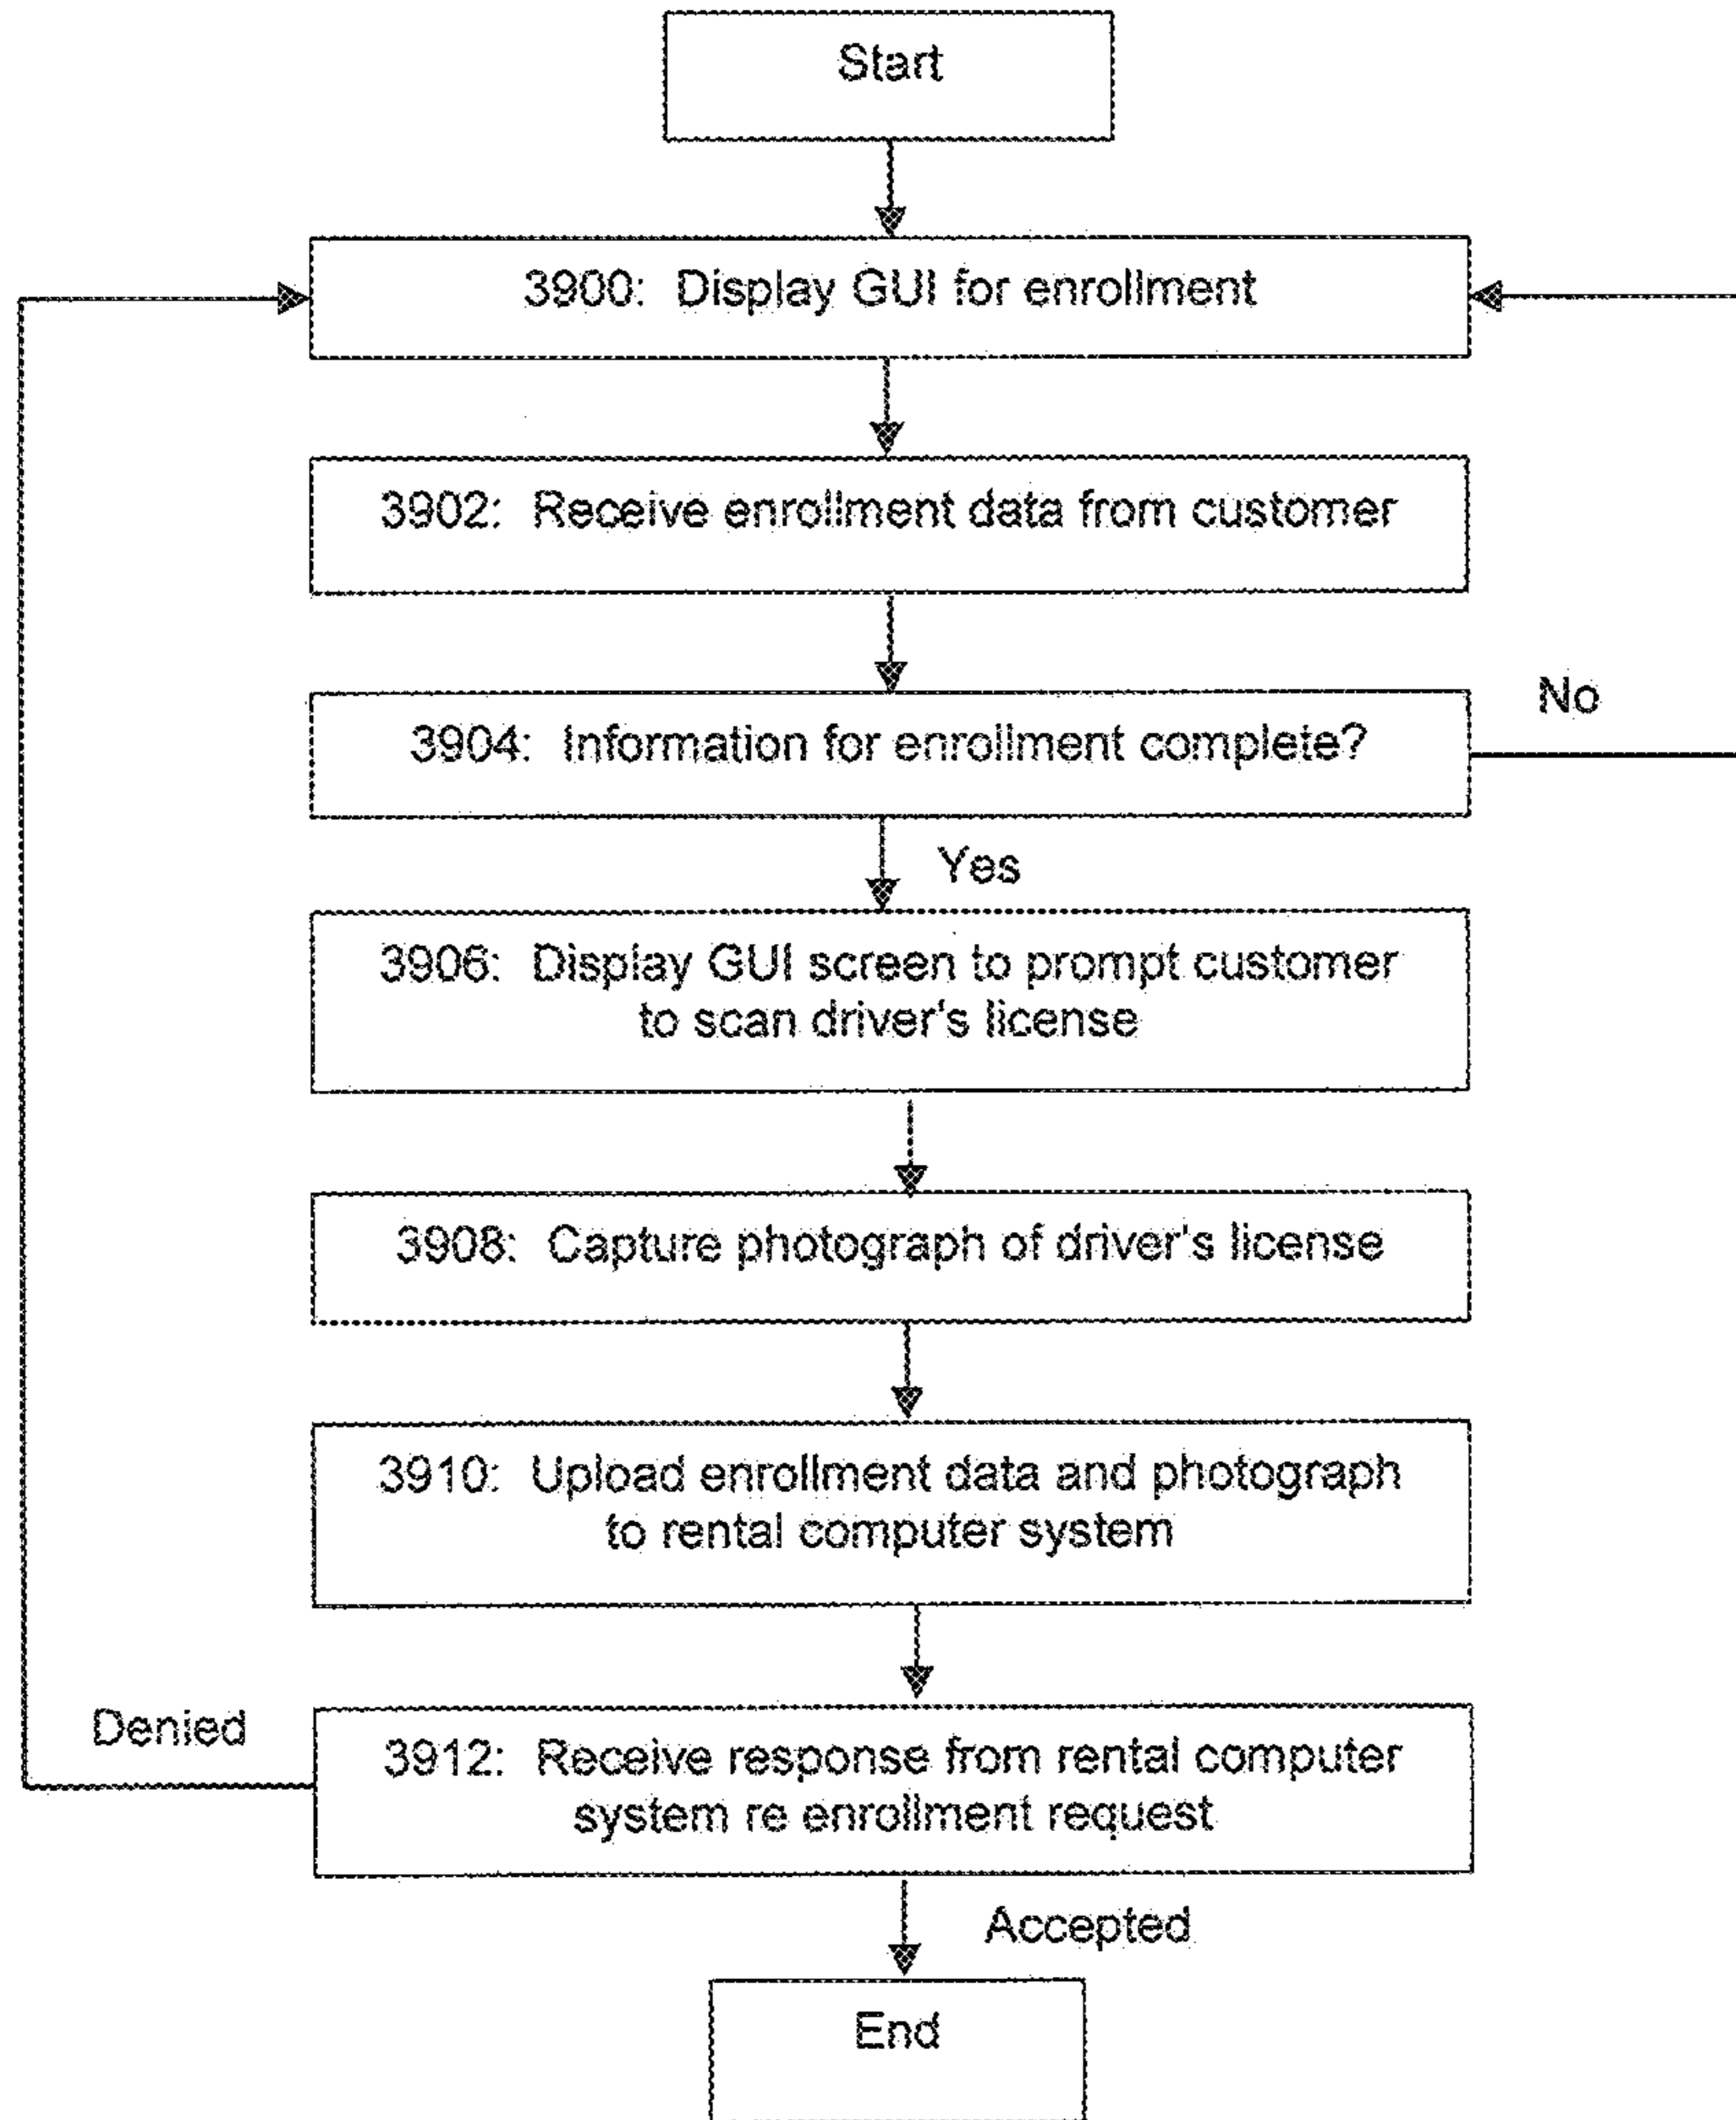 Start
3900: Display GUI for enrollment
3902: Receive enrollment data from customer
3904: Information for enrollment complete?
No
Yes
3906: Display GUI screen to prompt customer
to scan driver's license
3908: Capture photograph of driver's license
3910: Upload enrollment data and photograph
to rental computer system
Denied
3912: Receive response from rental computer
system re enrollment request
Accepted
End